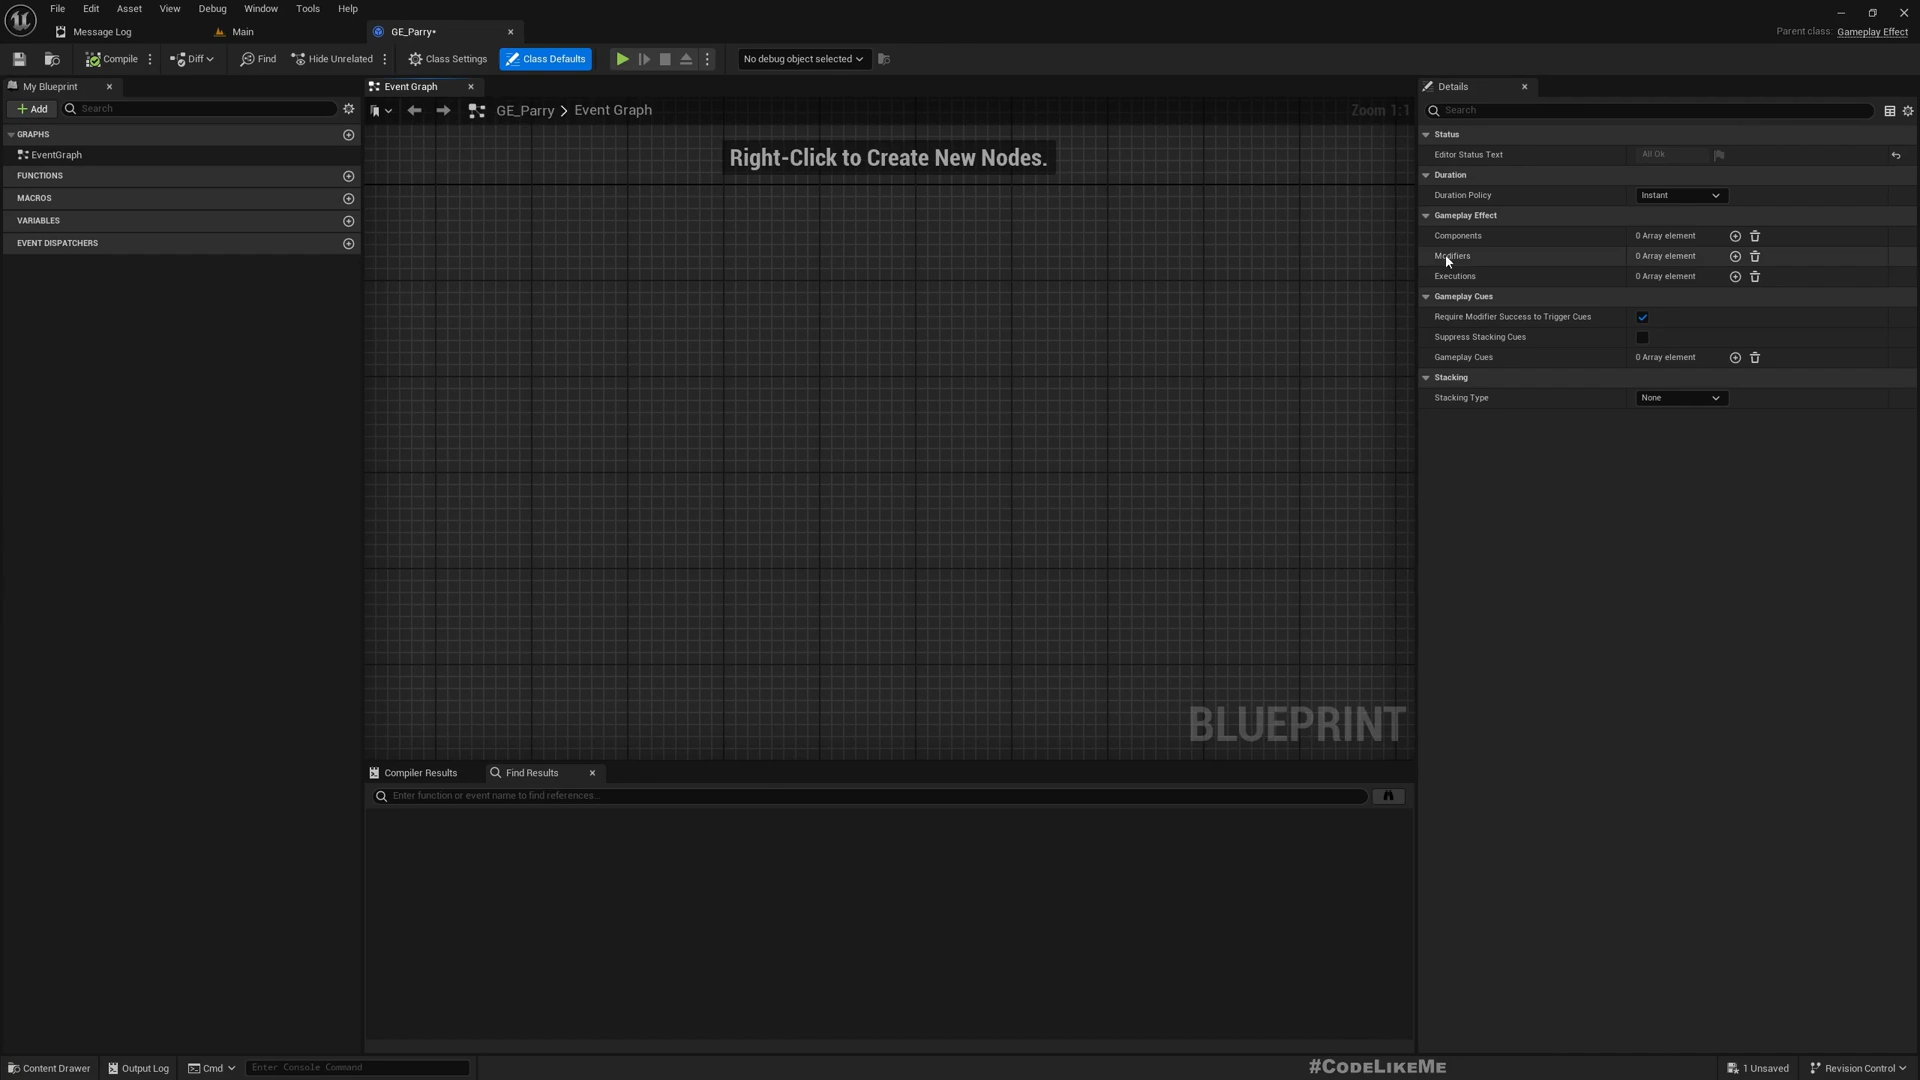 File Edit Asset View Debug Window Tools Help
Message Log Main GE_Parry• Parent class: Gameplay Effect
Compile Diff Find Hide Unrelated Class Settings Class Defaults No debug object selected
My Blueprint Event Graph Details
Add Search GE_Parry > Event Graph Zoom 1:1 Search
GRAPHS
EventGraph
FUNCTIONS
MACROS
VARIABLES
EVENT DISPATCHERS
Right-Click to Create New Nodes.
BLUEPRINT
Status
Editor Status Text All Ok
Duration
Duration Policy Instant
Gameplay Effect
Components 0 Array element
Modifiers 0 Array element
Executions 0 Array element
Gameplay Cues
Require Modifier Success to Trigger Cues
Suppress Stacking Cues
Gameplay Cues 0 Array element
Stacking
Stacking Type None
Compiler Results Find Results
Enter function or event name to find references...
#CODELIKEME
Content Drawer Output Log Cmd Enter Console Command 1 Unsaved Revision Control